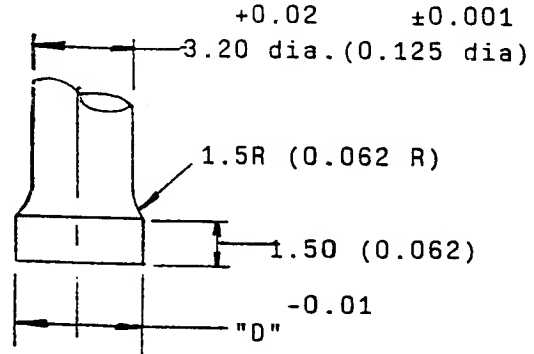 +0.02 ±0.001
3.20 dia.(0.125 dia)
1.5R (0.062 R)
1.50 (0.062)
-0.01
"D"